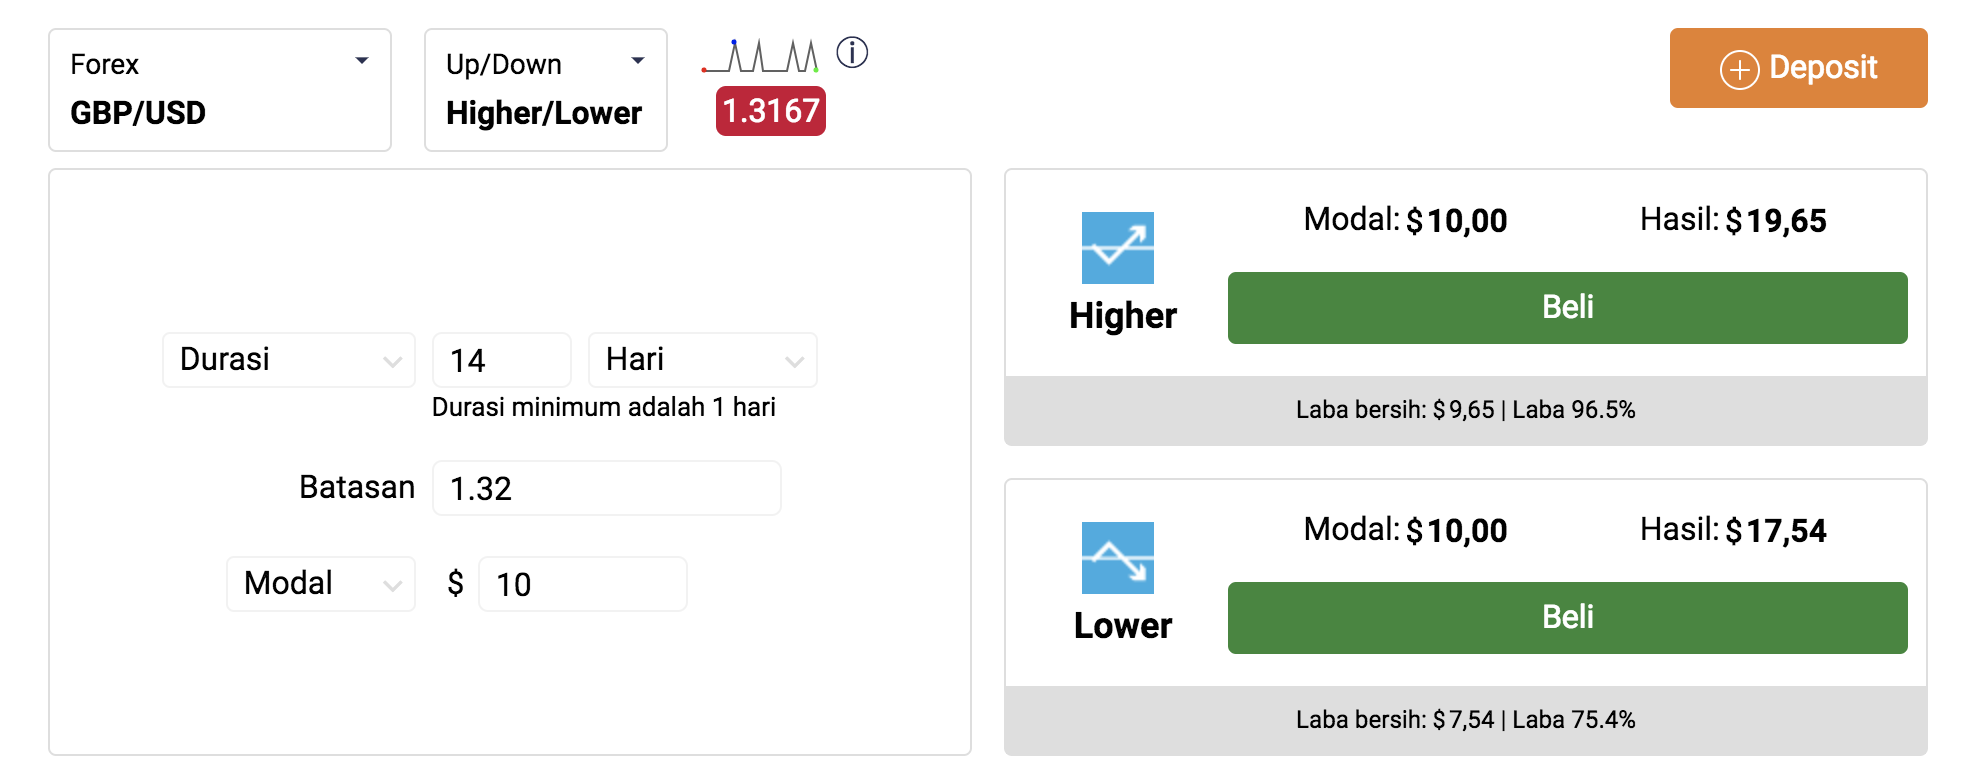 Forex
GBP/USD
Up/Down
Higher/Lower
1.3167
Deposit
Durasi 14 Hari
Durasi minimum adalah 1 hari
Batasan 1.32
Modal $ 10
Higher
Modal: $ 10,00 Hasil: $ 19,65
Beli
Laba bersih: $ 9,65 | Laba 96.5%
Lower
Modal: $ 10,00 Hasil: $ 17,54
Beli
Laba bersih: $ 7,54 | Laba 75.4%